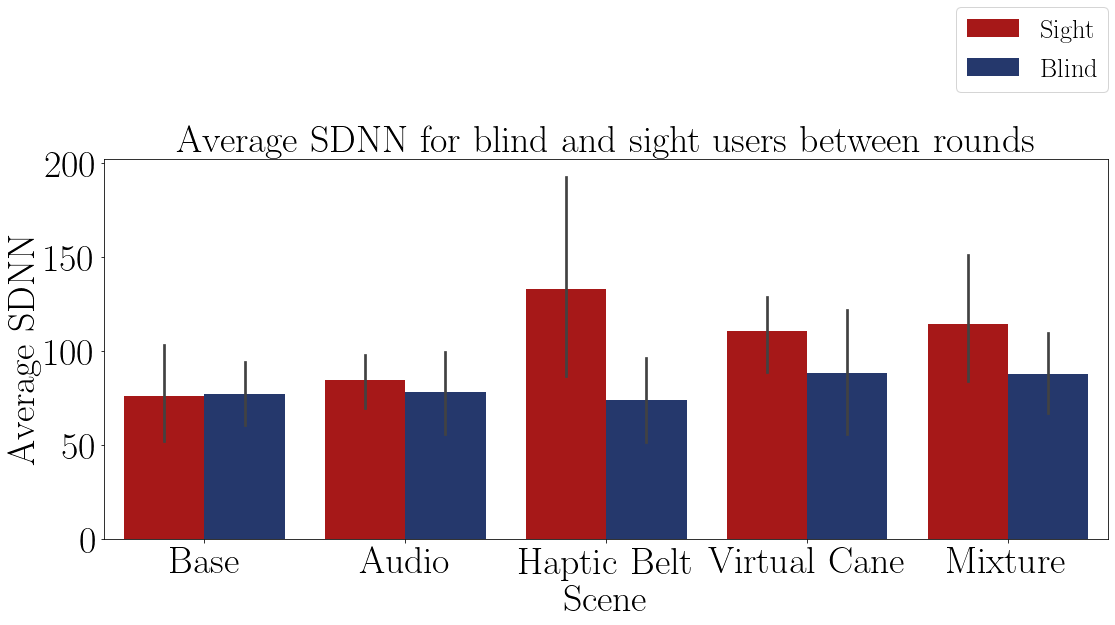 Sight
Blind
Average SDNN for blind and sight users between rounds
Average SDNN
200
150
100
50
0
Base Audio Haptic Belt Virtual Cane Mixture
Scene